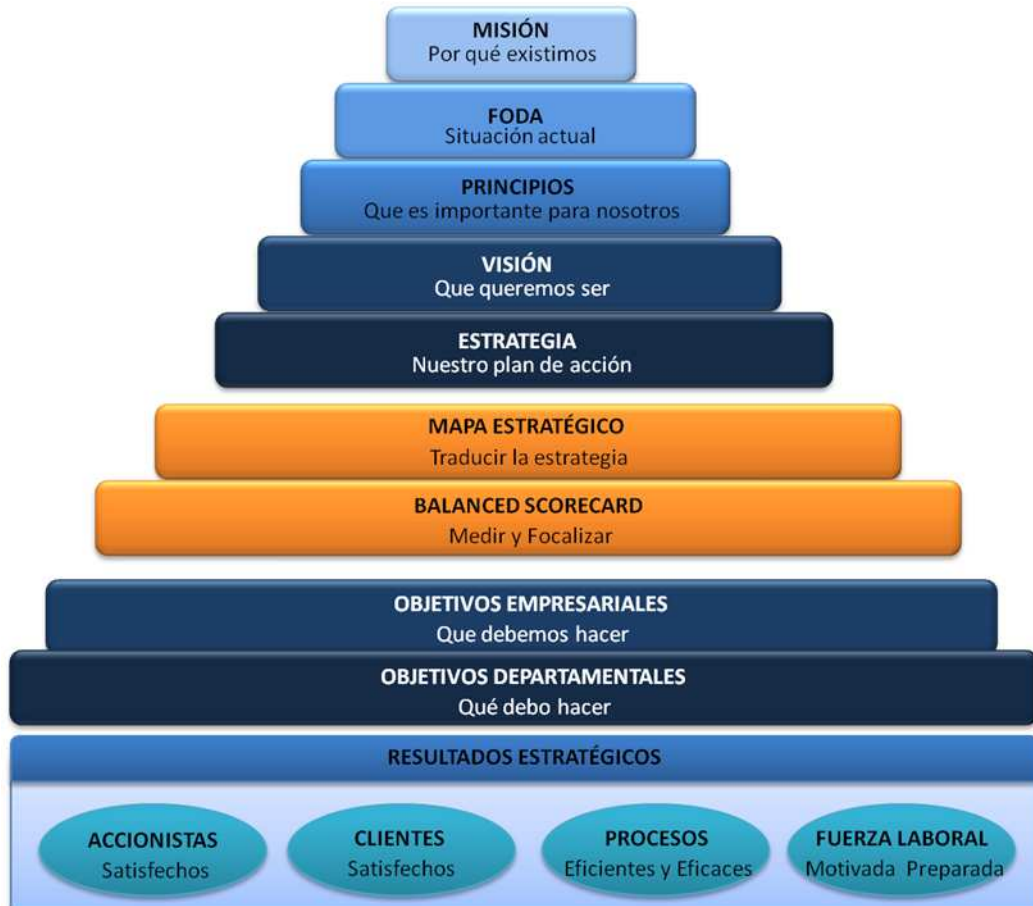 MISIÓN
Por qué existimos
FODA
Situación actual
PRINCIPIOS
Que es importante para nosotros
VISIÓN
Que queremos ser
ESTRATEGIA
Nuestro plan de acción
MAPA ESTRATÉGICO
Traducir la estrategia
BALANCED SCORECARD
Medir y Focalizar
OBJETIVOS EMPRESARIALES
Que debemos hacer
OBJETIVOS DEPARTAMENTALES
Qué debo hacer
RESULTADOS ESTRATÉGICOS
ACCIONISTAS
Satisfechos
CLIENTES
Satisfechos
PROCESOS
Eficientes y Eficaces
FUERZA LABORAL
Motivada Preparada